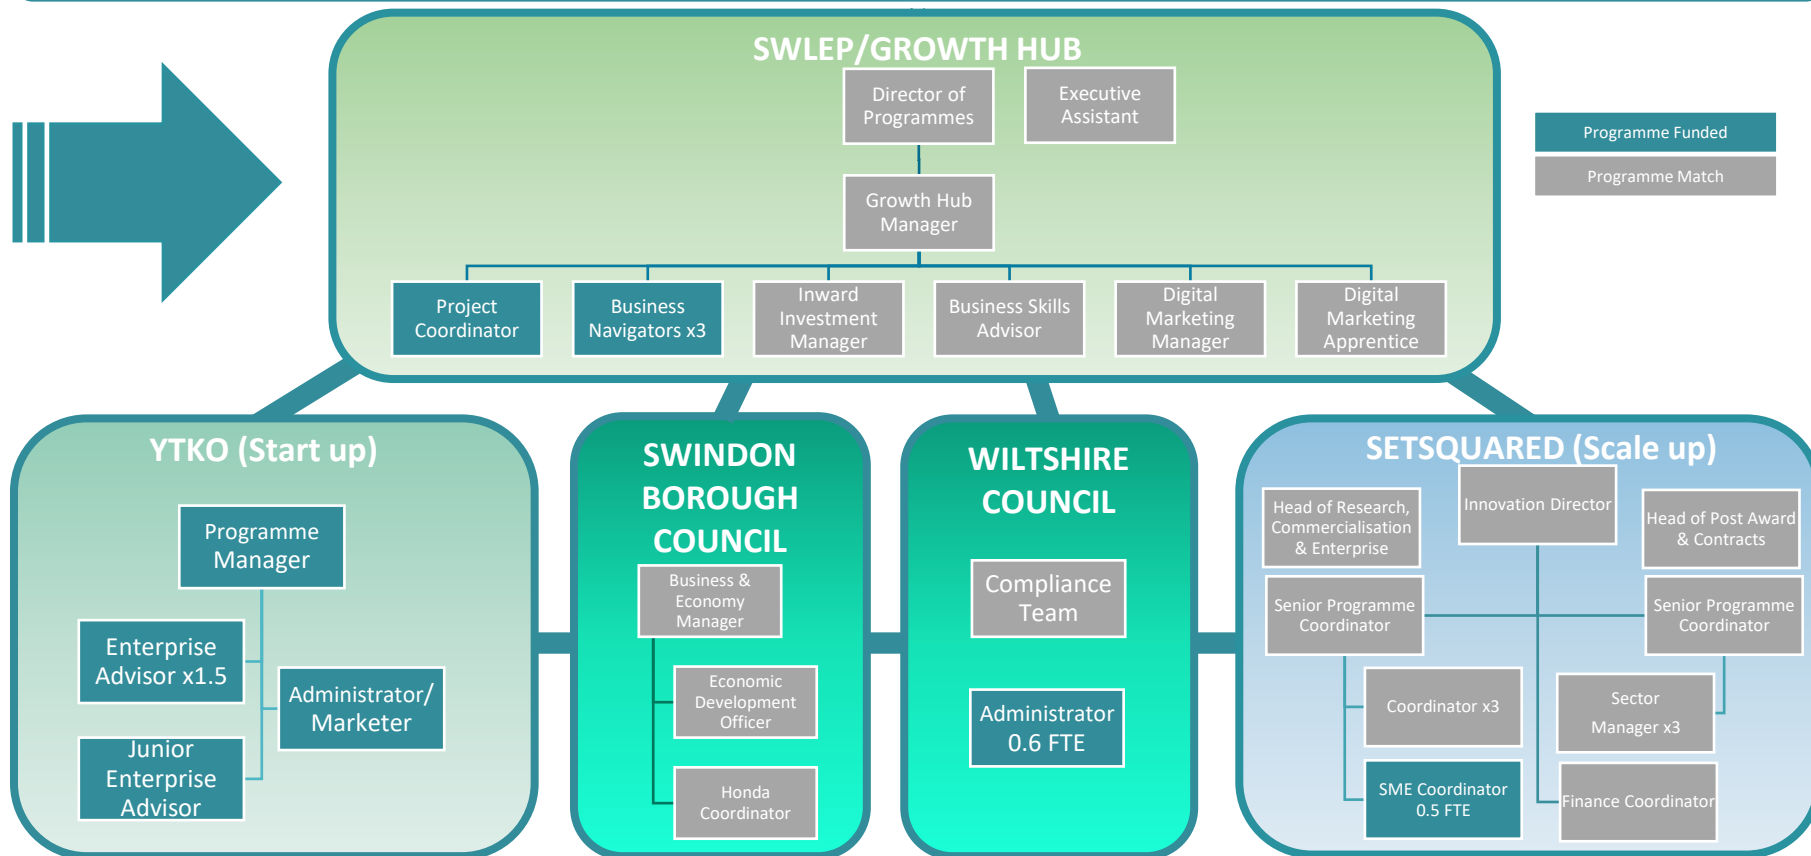 SWLEP/GROWTH HUB
Director of
Programmes
Executive
Assistant
Growth Hub
Manager
Project
Coordinator
Business
Navigators x3
Inward
Investment
Manager
Business Skills
Advisor
Digital
Marketing
Manager
Digital
Marketing
Apprentice
Programme Funded
Programme Match
YTKO (Start up)
Programme
Manager
Enterprise
Advisor x1.5
Administrator/
Marketer
Junior
Enterprise
Advisor
SWINDON
BOROUGH
COUNCIL
Business &
Economy
Manager
Economic
Development
Officer
Honda
Coordinator
WILTSHIRE
COUNCIL
Compliance
Team
Administrator
0.6 FTE
SETSQUARED (Scale up)
Head of Research,
Commercialisation
& Enterprise
Innovation Director
Head of Post Award
& Contracts
Senior Programme
Coordinator
Senior Programme
Coordinator
Coordinator x3
Sector
Manager x3
SME Coordinator
0.5 FTE
Finance Coordinator